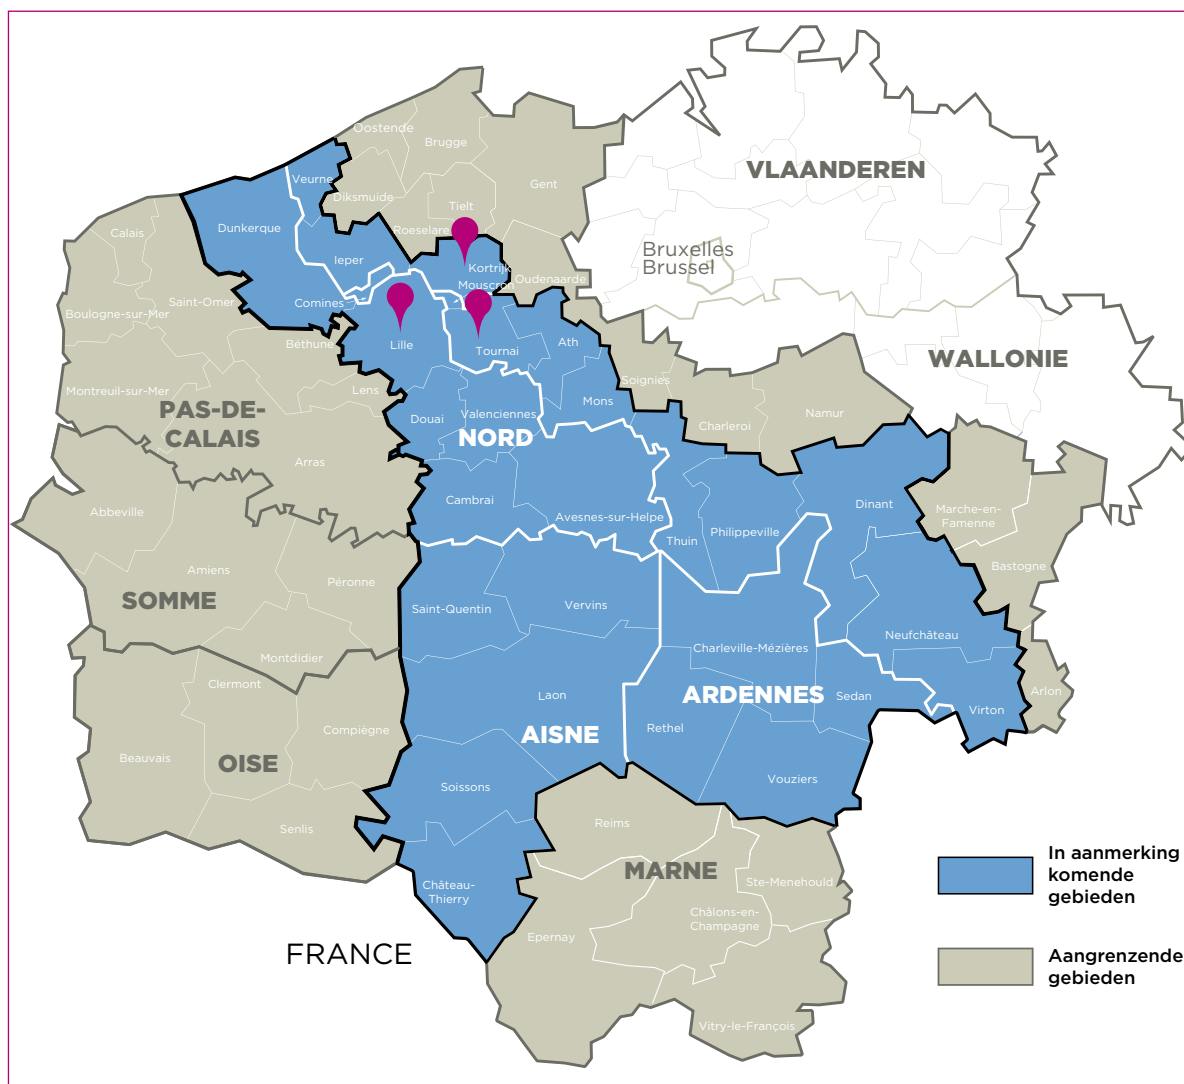 Oostende
Brugge
VLAANDEREN
Veurne
Diksmuide
Gent
Tielt
Calais
Dunkerque
Roeselare
Bruxelles
Brussel
Ieper
Kortrijk
Mouscron
Oudenaarde
Saint-Omer
Comines
Boulogne-sur-Mer
Béthune
Lille
Tournai
Ath
WALLONIE
Montreuil-sur-Mer
Lens
Soignies
Mons
Namur
PAS-DE-
CALAIS
Douai
Valenciennes
NORD
Charleroi
Arras
Abbeville
Cambrai
Avesnes-sur-Helpe
Thuin
Philippeville
Dinant
Marche-en-
Famenne
Bastogne
Amiens
Péronne
SOMME
Saint-Quentin
Vervins
Neufchâteau
Montdidier
Charleville-Mézières
Clermont
Laon
ARDENNES
Sedan
Virton
Arlon
Compiègne
Beauvais
OISE
AISNE
Rethel
Soissons
Vouziers
Senlis
Reims
MARNE
Château-
Thierry
Ste-Menehould
Châlons-en-
Champagne
Epernay
FRANCE
Vitry-le-François
In aanmerking
komende
gebieden
Aangrenzende
gebieden